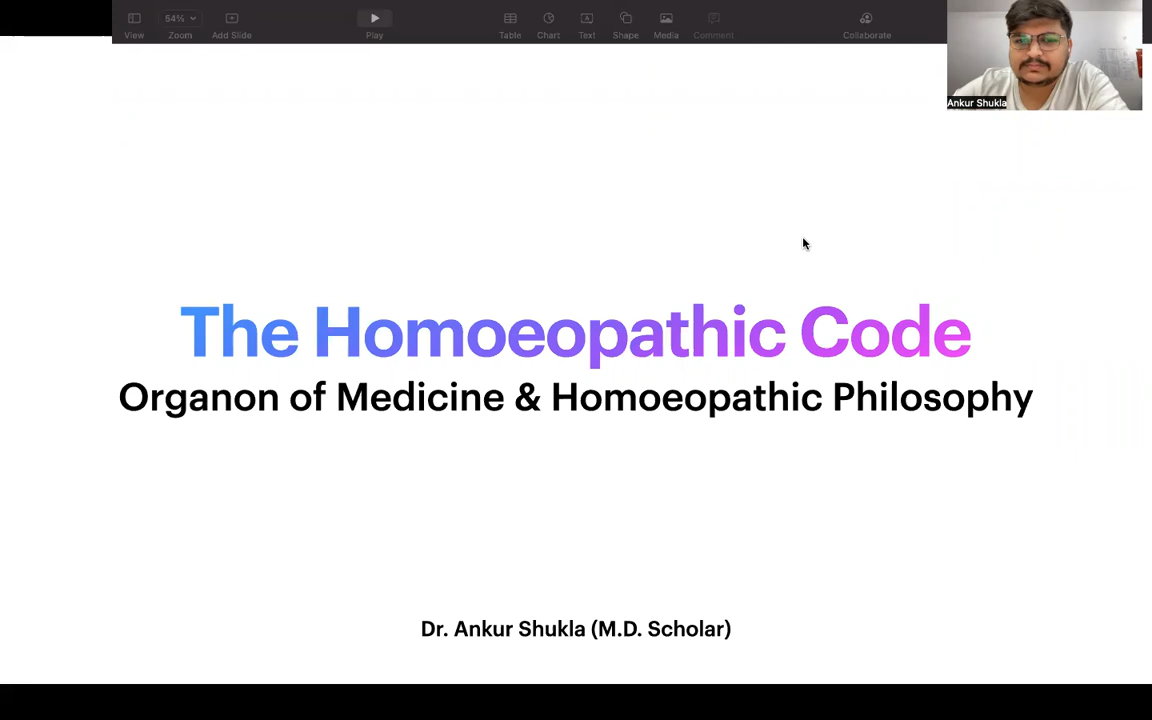 54%
View
Zoom
Add Slide
Play
Table
Chart
Text
Shape
Media
Comment
Collaborate
Ankur Shukla
The Homoeopathic Code
Organon of Medicine & Homoeopathic Philosophy
Dr. Ankur Shukla (M.D. Scholar)